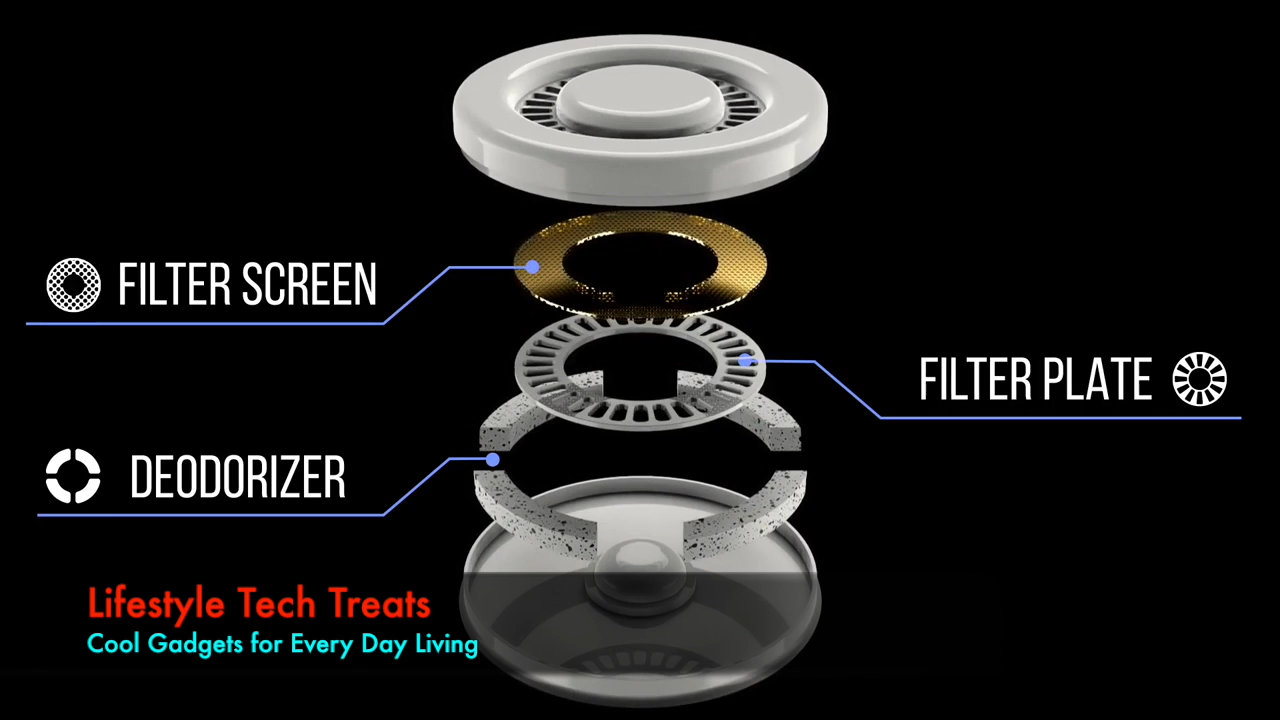 FILTER SCREEN
FILTER PLATE
DEODORIZER
Lifestyle Tech Treats
Cool Gadgets for Every Day Living